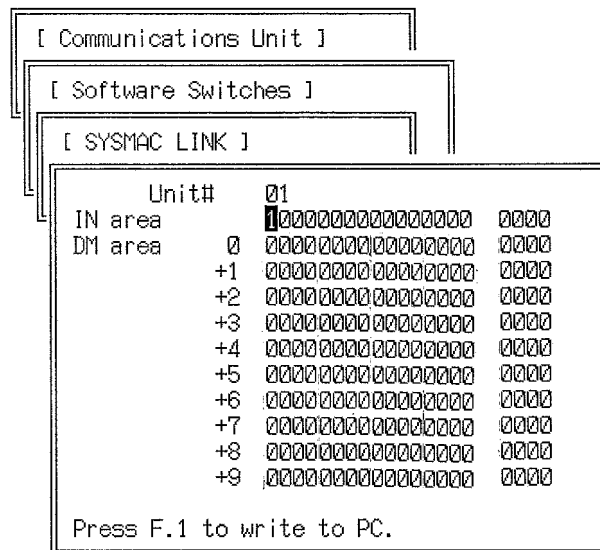 [ Communications Unit ]
[ Software Switches ]
[ SYSMAC LINK ]
Unit# 01
IN area 1000000000000000 0000
DM area 0 0000000000000000 0000
+1 0000000000000000 0000
+2 0000000000000000 0000
+3 0000000000000000 0000
+4 0000000000000000 0000
+5 0000000000000000 0000
+6 0000000000000000 0000
+7 0000000000000000 0000
+8 0000000000000000 0000
+9 0000000000000000 0000
Press F.1 to write to PC.